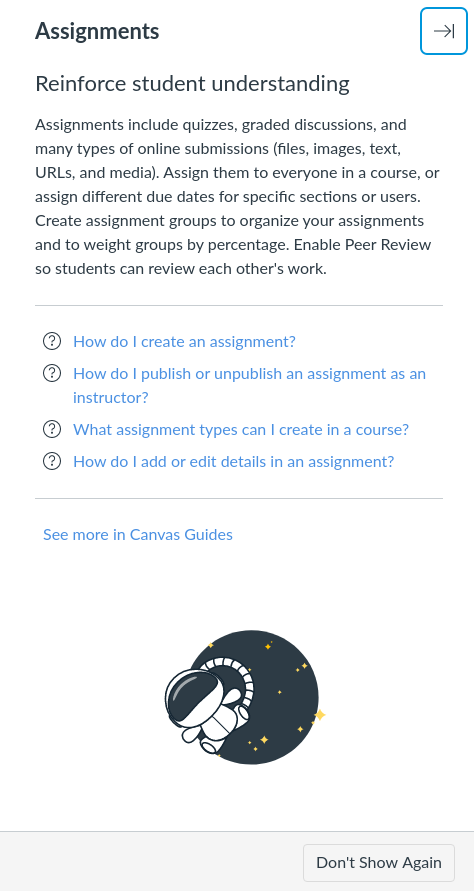 Assignments
Reinforce student understanding
Assignments include quizzes, graded discussions, and
many types of online submissions (files, images, text,
URLs, and media). Assign them to everyone in a course, or
assign different due dates for specific sections or users.
Create assignment groups to organize your assignments
and to weight groups by percentage. Enable Peer Review
so students can review each other's work.
How do I create an assignment?
How do I publish or unpublish an assignment as an
instructor?
What assignment types can I create in a course?
How do I add or edit details in an assignment?
See more in Canvas Guides
Don't Show Again